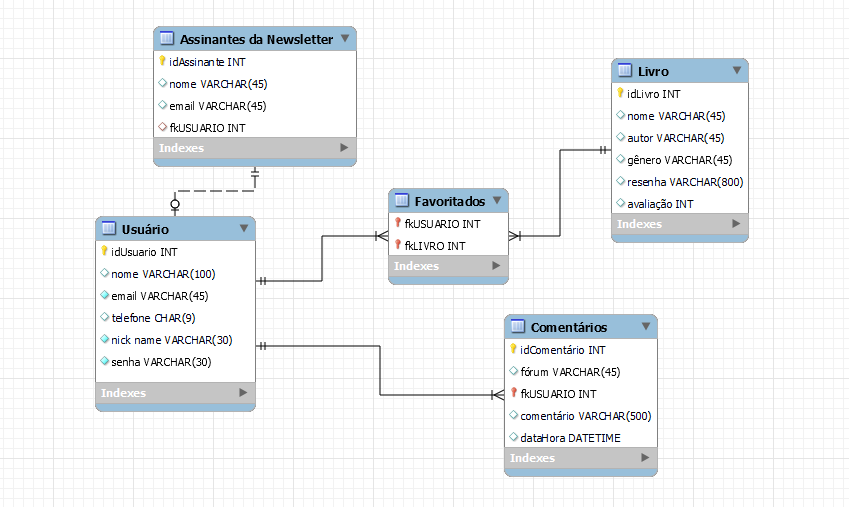 Assinantes da Newsletter
idAssinante INT
nome VARCHAR(45)
email VARCHAR(45)
fkUSUARIO INT
Indexes
Livro
idLivro INT
nome VARCHAR(45)
autor VARCHAR(45)
gênero VARCHAR(45)
resenha VARCHAR(800)
avaliação INT
Indexes
Favoritados
fkUSUARIO INT
fkLIVRO INT
Indexes
Usuário
idUsuario INT
nome VARCHAR(100)
email VARCHAR(45)
telefone CHAR(9)
nick name VARCHAR(30)
senha VARCHAR(30)
Indexes
Comentários
idComentário INT
fórum VARCHAR(45)
fkUSUARIO INT
comentário VARCHAR(500)
dataHora DATETIME
Indexes